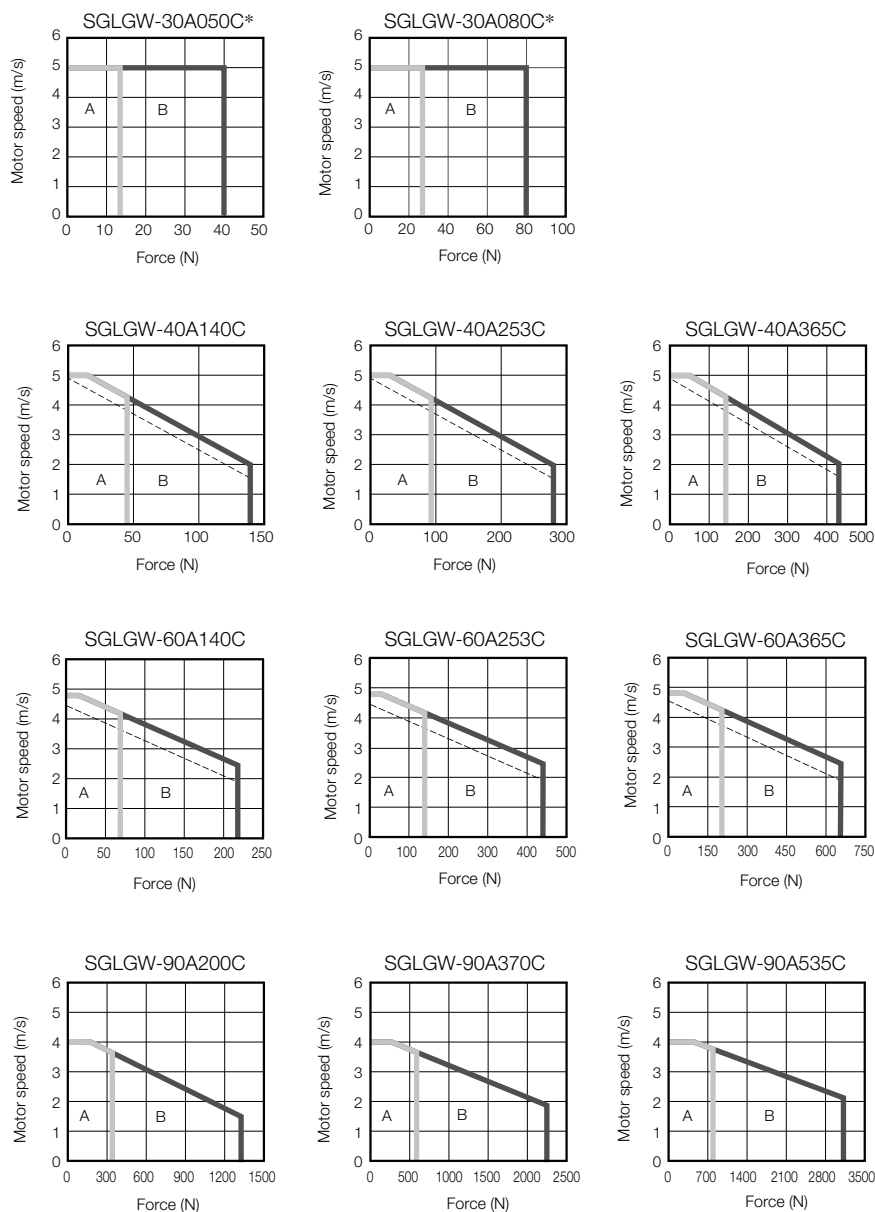 SGLGW-30A050C*
Motor speed (m/s)
6
5
4
3
2
1
0
A
B
0 10 20 30 40 50
Force (N)
SGLGW-30A080C*
Motor speed (m/s)
6
5
4
3
2
1
0
A
B
0 20 40 60 80 100
Force (N)
SGLGW-40A140C
Motor speed (m/s)
6
5
4
3
2
1
0
A
B
0 50 100 150
Force (N)
SGLGW-40A253C
Motor speed (m/s)
6
5
4
3
2
1
0
A
B
0 100 200 300
Force (N)
SGLGW-40A365C
Motor speed (m/s)
6
5
4
3
2
1
0
A
B
0 100 200 300 400 500
Force (N)
SGLGW-60A140C
Motor speed (m/s)
6
5
4
3
2
1
0
A
B
0 50 100 150 200 250
Force (N)
SGLGW-60A253C
Motor speed (m/s)
6
5
4
3
2
1
0
A
B
0 100 200 300 400 500
Force (N)
SGLGW-60A365C
Motor speed (m/s)
6
5
4
3
2
1
0
A
B
0 150 300 450 600 750
Force (N)
SGLGW-90A200C
Motor speed (m/s)
6
5
4
3
2
1
0
A
B
0 300 600 900 1200 1500
Force (N)
SGLGW-90A370C
Motor speed (m/s)
6
5
4
3
2
1
0
A
B
0 500 1000 1500 2000 2500
Force (N)
SGLGW-90A535C
Motor speed (m/s)
6
5
4
3
2
1
0
A
B
0 700 1400 2100 2800 3500
Force (N)